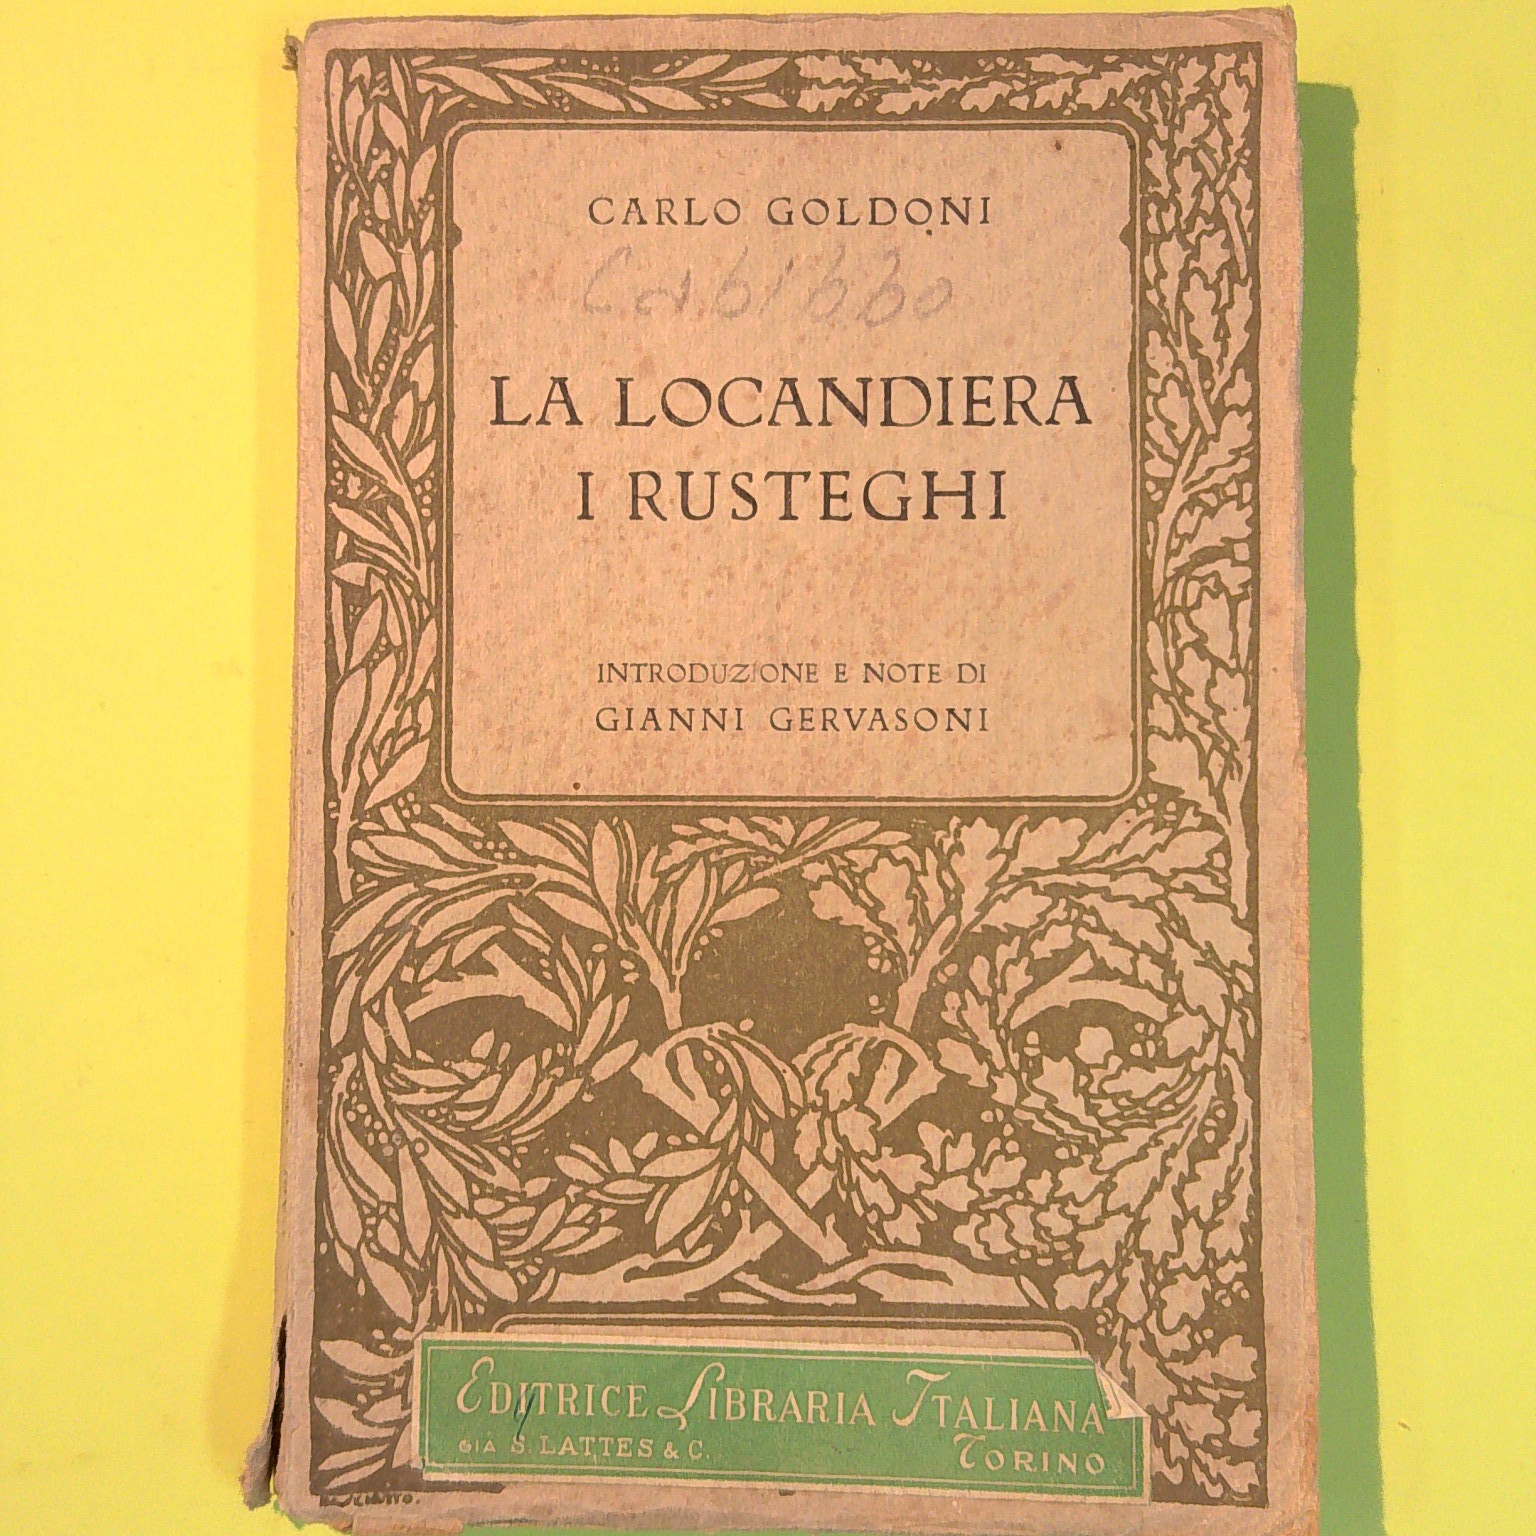 CARLO GOLDONI
LA LOCANDIERA
I RUSTEGHI
INTRODUZIONE E NOTE DI
GIANNI GERVASONI
EDITRICE LIBRARIA ITALIANA
GIÀ S. LATTES & C. TORINO